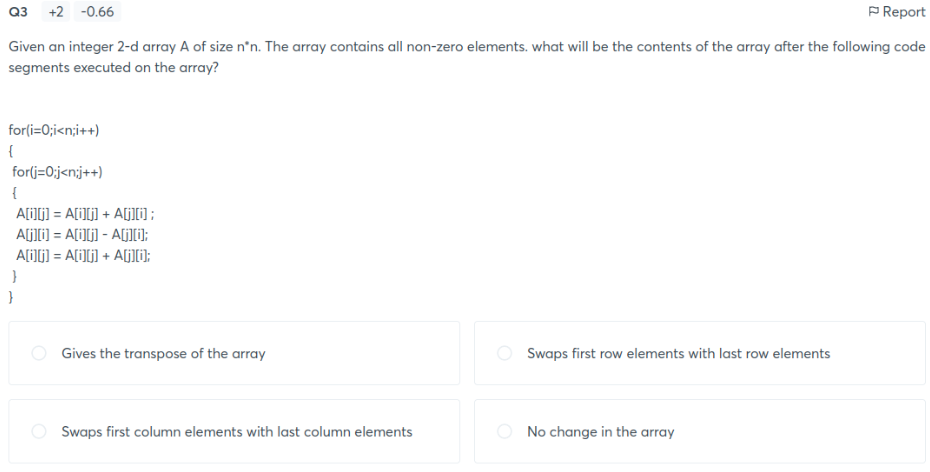 Q3 +2 -0.66 Report
Given an integer 2-d array A of size n*n. The array contains all non-zero elements. what will be the contents of the array after the following code
segments executed on the array?
for(i=0;i<n;i++)
{
for(j=0;j<n;j++)
{
A[i][j] = A[i][j] + A[j][i] ;
A[j][i] = A[i][j] - A[j][i];
A[i][j] = A[i][j] + A[j][i];
}
}
Gives the transpose of the array
Swaps first row elements with last row elements
Swaps first column elements with last column elements
No change in the array